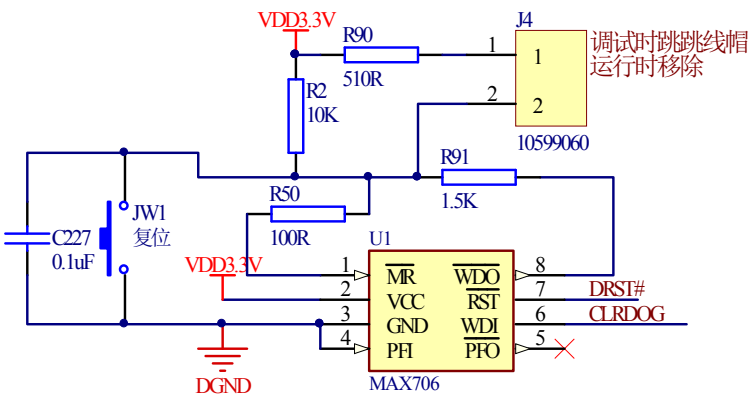 VDD3.3V
R90
510R
J4
1
1
2
2
10599060
调试时跳跳线帽
运行时移除
R2
10K
R91
1.5K
R50
100R
JW1
复位
C227
0.1uF
VDD3.3V
U1
1
MR
WDO
8
2
VCC
RST
7
DRST#
3
GND
WDI
6
CLRDOG
4
PFI
PFO
5
MAX706
DGND